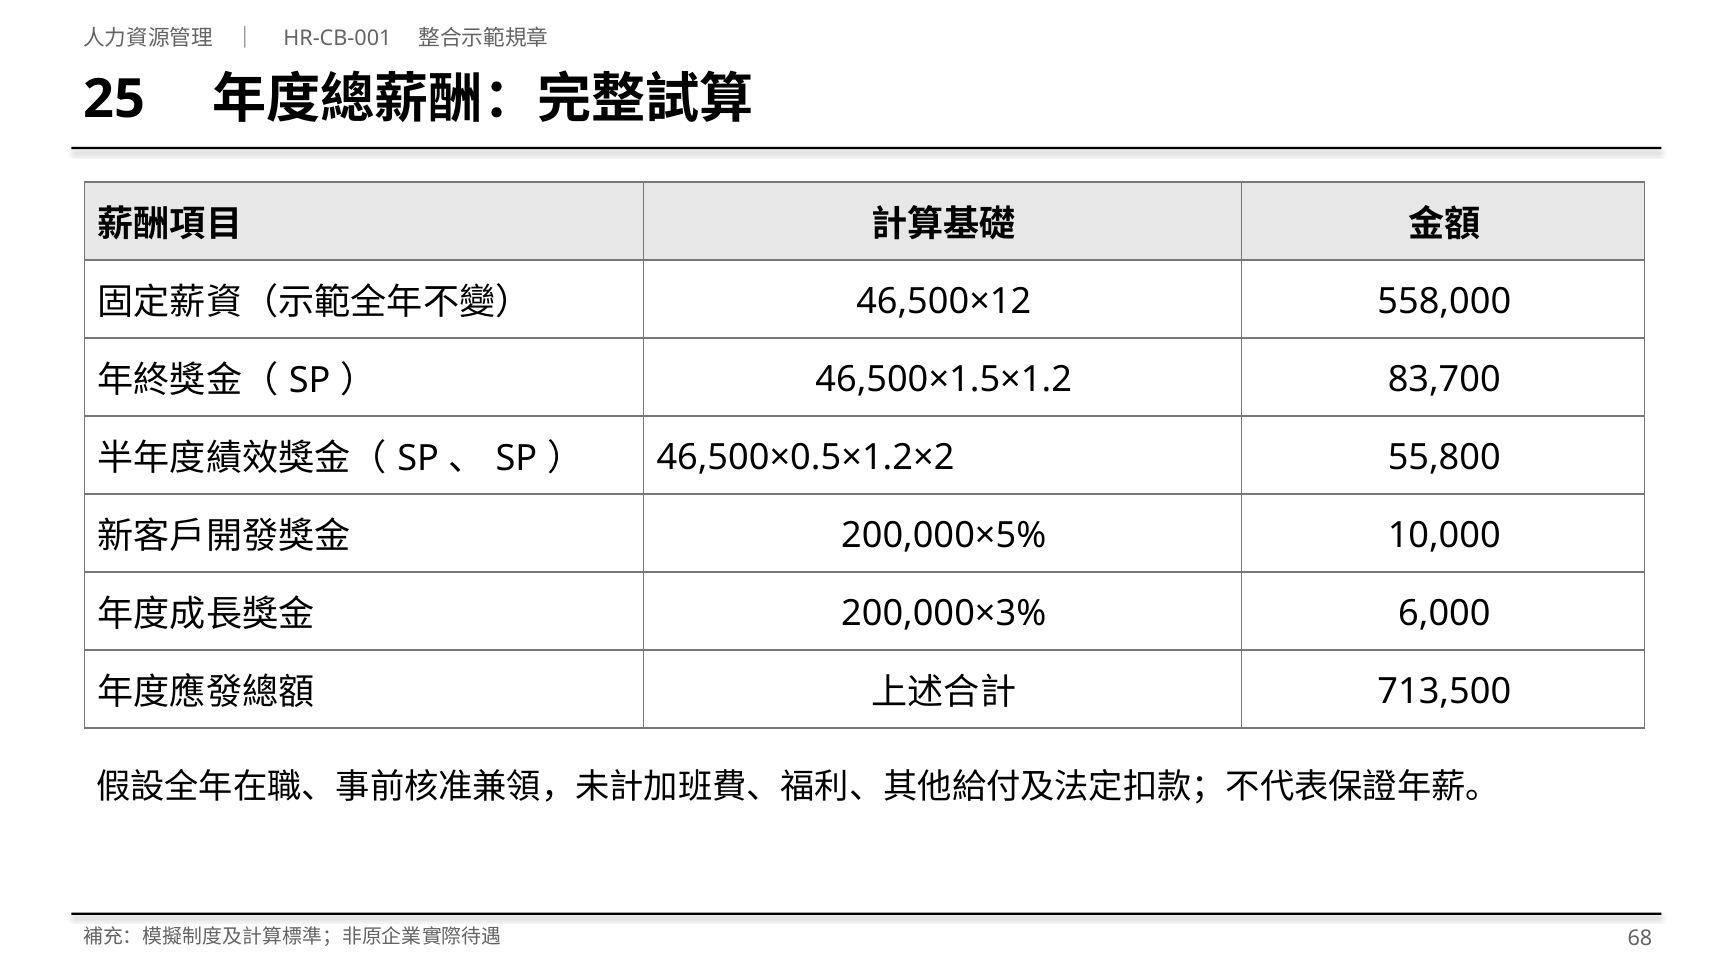 人力資源管理 ｜ HR-CB-001 整合示範規章
25 年度總薪酬：完整試算
薪酬項目 計算基礎 金額
固定薪資（示範全年不變） 46,500×12 558,000
年終獎金（ SP ） 46,500×1.5×1.2 83,700
半年度績效獎金（ SP 、 SP ） 46,500×0.5×1.2×2 55,800
新客戶開發獎金 200,000×5% 10,000
年度成長獎金 200,000×3% 6,000
年度應發總額 上述合計 713,500
假設全年在職、事前核准兼領，未計加班費、福利、其他給付及法定扣款；不代表保證年薪。
補充：模擬制度及計算標準；非原企業實際待遇 68